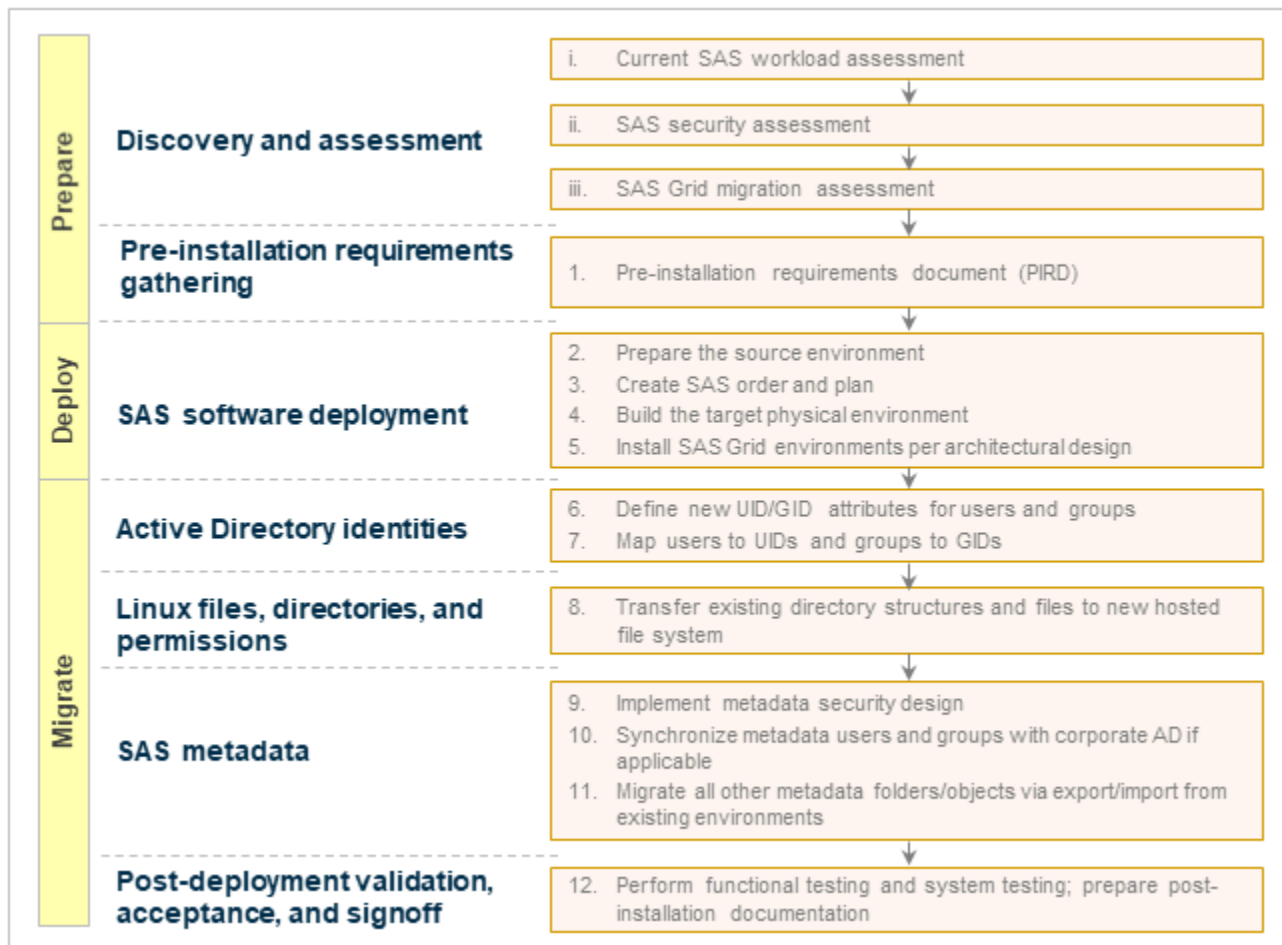 Prepare
Discovery and assessment
i. Current SAS workload assessment
ii. SAS security assessment
iii. SAS Grid migration assessment
Pre-installation requirements
gathering
1. Pre-installation requirements document (PIRD)
Deploy
SAS software deployment
2. Prepare the source environment
3. Create SAS order and plan
4. Build the target physical environment
5. Install SAS Grid environments per architectural design
Migrate
Active Directory identities
6. Define new UID/GID attributes for users and groups
7. Map users to UIDs and groups to GIDs
Linux files, directories, and
permissions
8. Transfer existing directory structures and files to new hosted
file system
SAS metadata
9. Implement metadata security design
10. Synchronize metadata users and groups with corporate AD if
applicable
11. Migrate all other metadata folders/objects via export/import from
existing environments
Post-deployment validation,
acceptance, and signoff
12. Perform functional testing and system testing; prepare post-
installation documentation